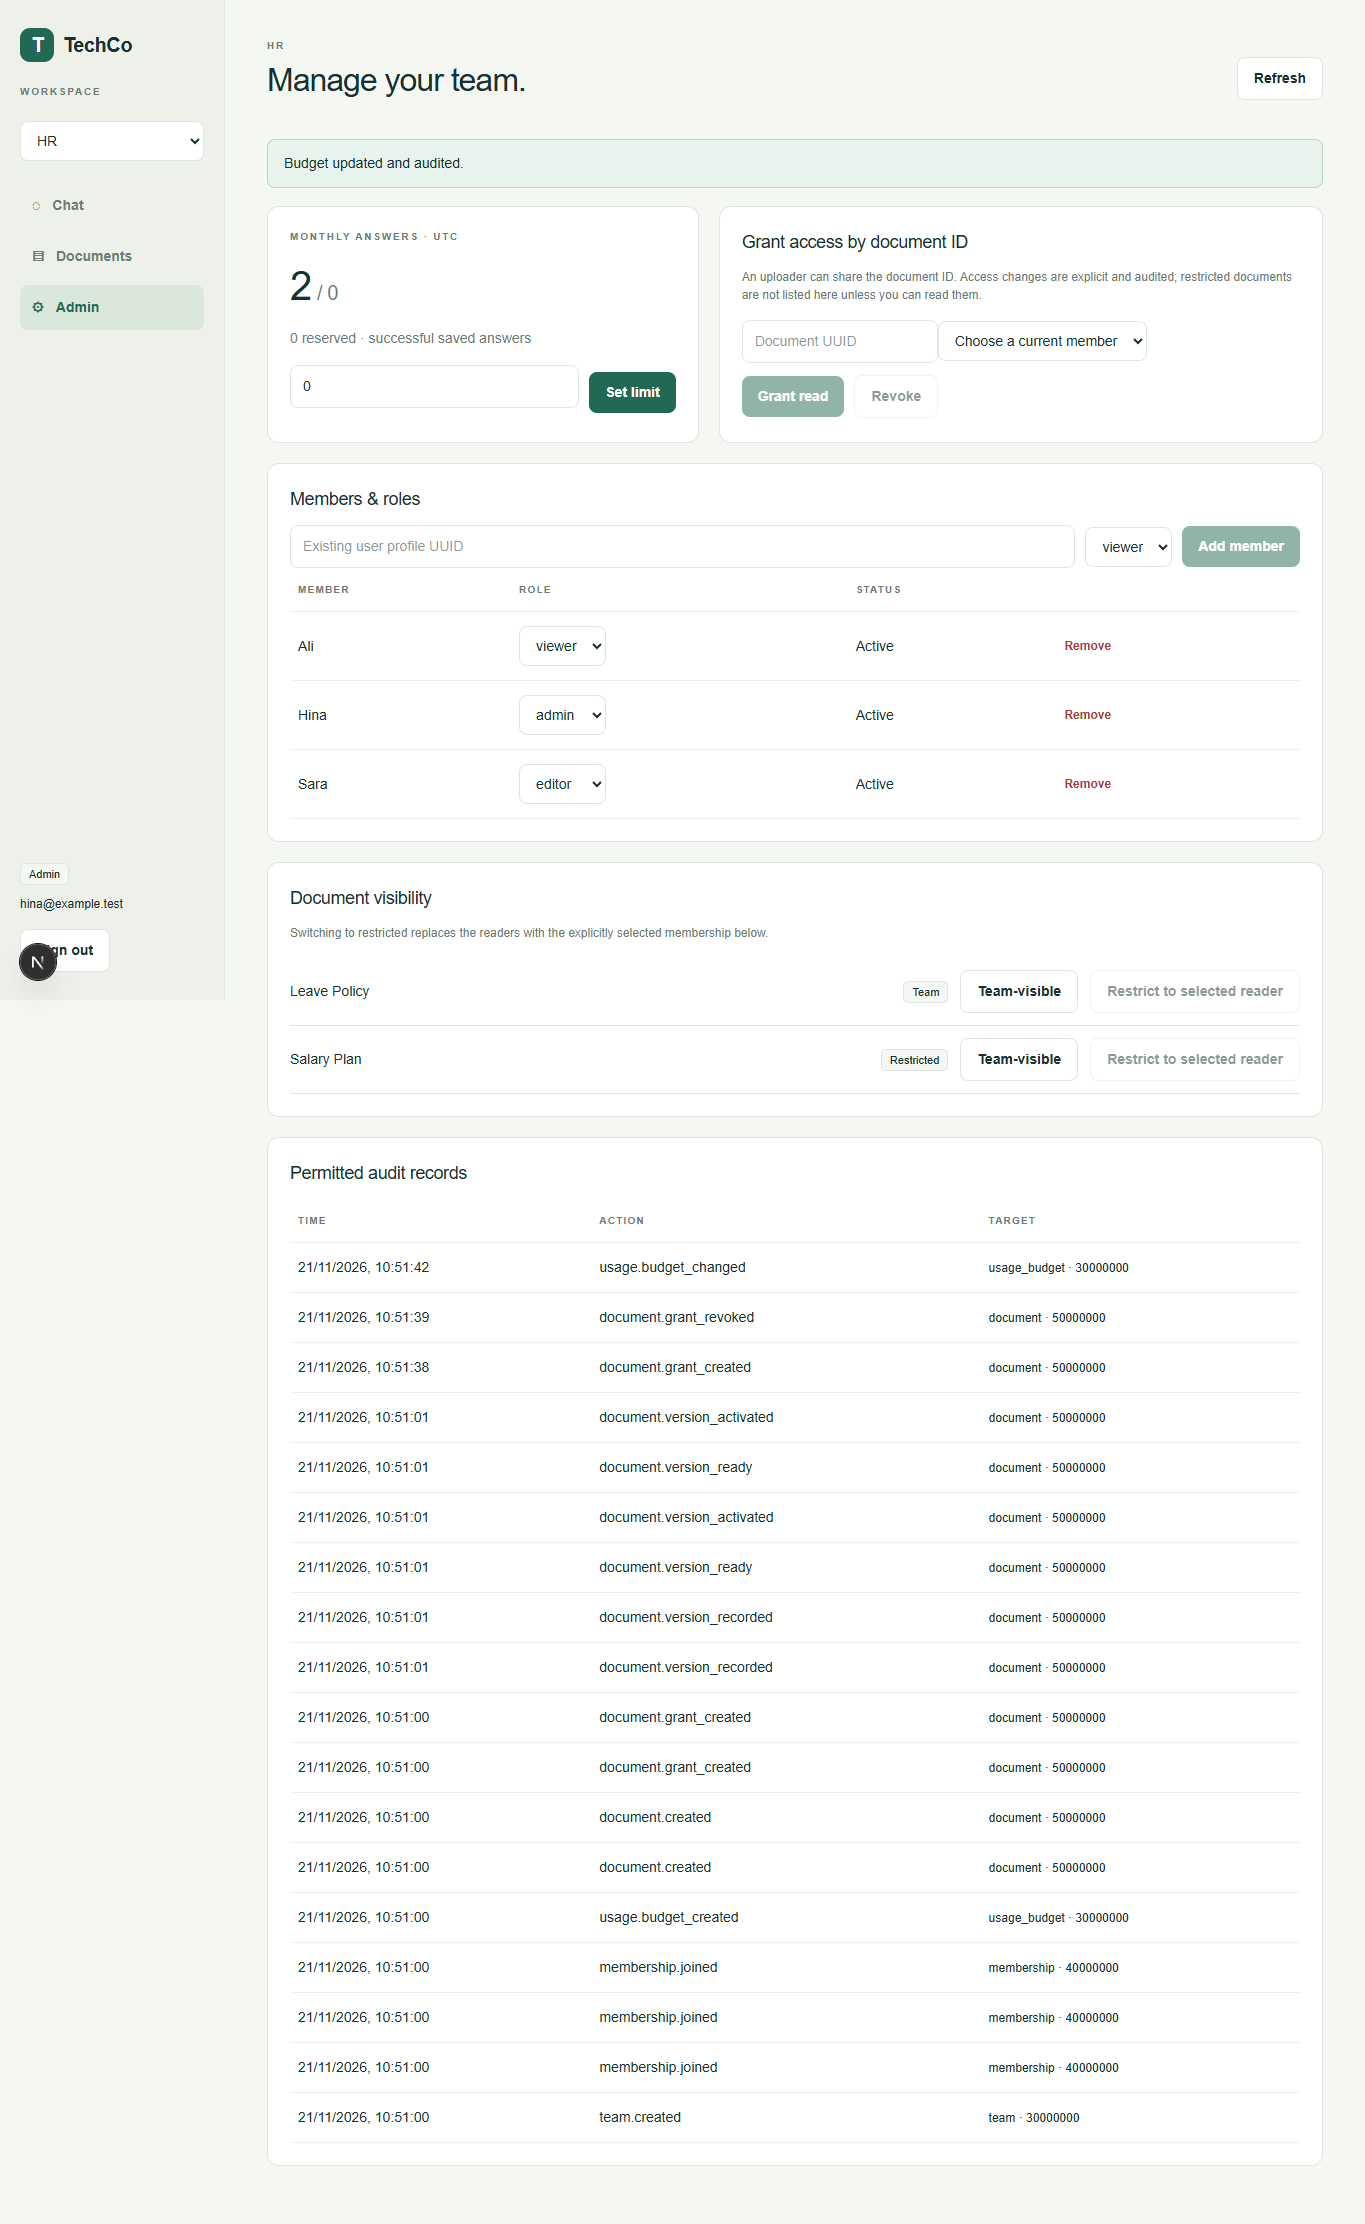 T TechCo
WORKSPACE
HR
Chat
Documents
Admin
Admin
hina@example.test
gn out
N
HR
Manage your team.
Refresh
Budget updated and audited.
MONTHLY ANSWERS · UTC
2 / 0
0 reserved · successful saved answers
0
Set limit
Grant access by document ID
An uploader can share the document ID. Access changes are explicit and audited; restricted documents
are not listed here unless you can read them.
Document UUID
Choose a current member
Grant read
Revoke
Members & roles
Existing user profile UUID
viewer
Add member
MEMBER ROLE STATUS
Ali viewer Active Remove
Hina admin Active Remove
Sara editor Active Remove
Document visibility
Switching to restricted replaces the readers with the explicitly selected membership below.
Leave Policy Team Team-visible Restrict to selected reader
Salary Plan Restricted Team-visible Restrict to selected reader
Permitted audit records
TIME ACTION TARGET
21/11/2026, 10:51:42 usage.budget_changed usage_budget · 30000000
21/11/2026, 10:51:39 document.grant_revoked document · 50000000
21/11/2026, 10:51:38 document.grant_created document · 50000000
21/11/2026, 10:51:01 document.version_activated document · 50000000
21/11/2026, 10:51:01 document.version_ready document · 50000000
21/11/2026, 10:51:01 document.version_activated document · 50000000
21/11/2026, 10:51:01 document.version_ready document · 50000000
21/11/2026, 10:51:01 document.version_recorded document · 50000000
21/11/2026, 10:51:01 document.version_recorded document · 50000000
21/11/2026, 10:51:00 document.grant_created document · 50000000
21/11/2026, 10:51:00 document.grant_created document · 50000000
21/11/2026, 10:51:00 document.created document · 50000000
21/11/2026, 10:51:00 document.created document · 50000000
21/11/2026, 10:51:00 usage.budget_created usage_budget · 30000000
21/11/2026, 10:51:00 membership.joined membership · 40000000
21/11/2026, 10:51:00 membership.joined membership · 40000000
21/11/2026, 10:51:00 membership.joined membership · 40000000
21/11/2026, 10:51:00 team.created team · 30000000